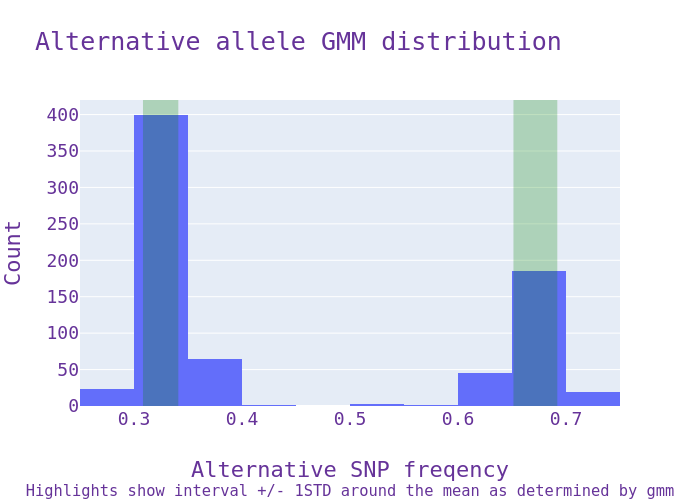 Alternative allele GMM distribution
400
350
300
250
200
150
100
50
0
Count
0.3 0.4 0.5 0.6 0.7
Alternative SNP freqency
Highlights show interval +/- 1STD around the mean as determined by gmm